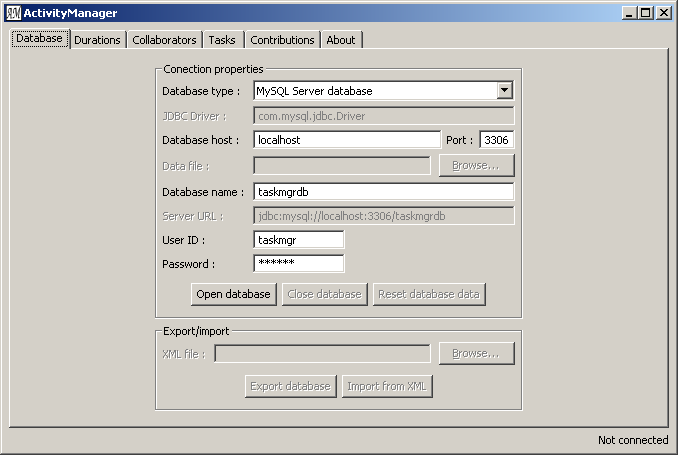 ActivityManager
Database Durations Collaborators Tasks Contributions About
Conection properties
Database type : MySQL Server database
JDBC Driver : com.mysql.jdbc.Driver
Database host : localhost Port : 3306
Data file : Browse...
Database name : taskmgrdb
Server URL : jdbc:mysql://localhost:3306/taskmgrdb
User ID : taskmgr
Password : ******
Open database Close database Reset database data
Export/import
XML file : Browse...
Export database Import from XML
Not connected